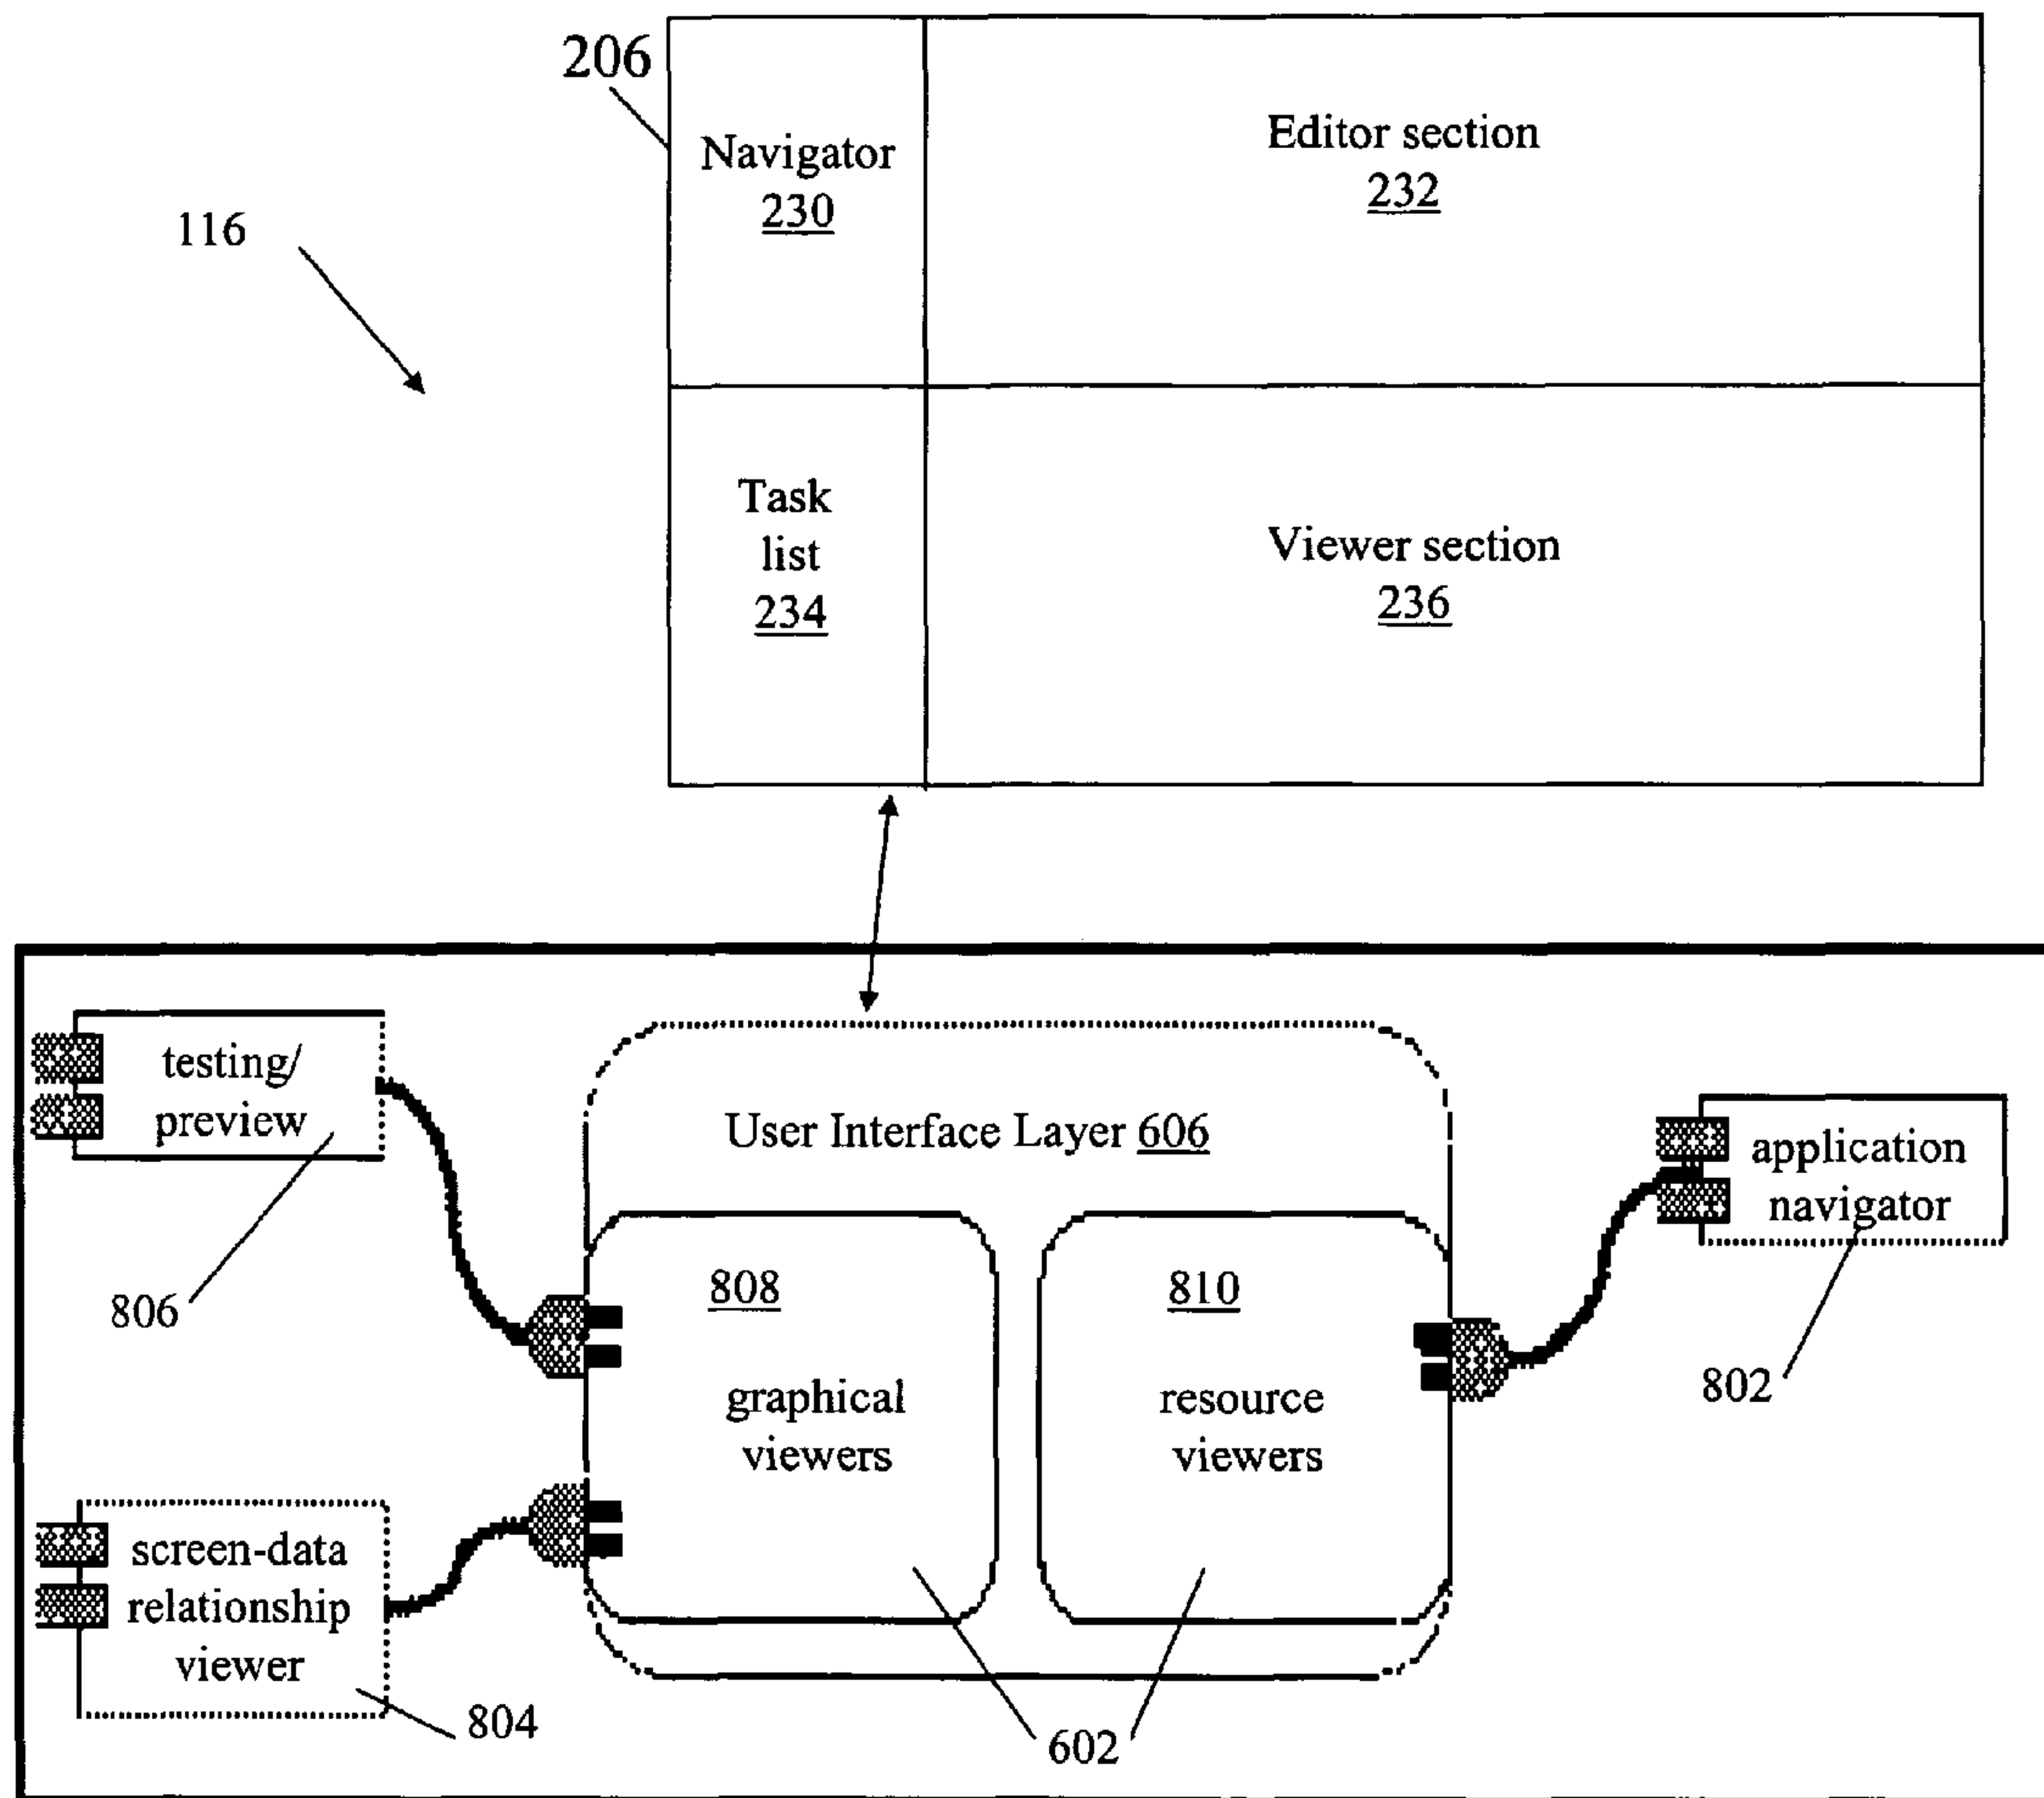 206
Navigator
230
Editor section
232
116
Task
list
234
Viewer section
236
testing/
preview
806
User Interface Layer 606
application
navigator
802
808
graphical
viewers
810
resource
viewers
screen-data
relationship
viewer
804
602